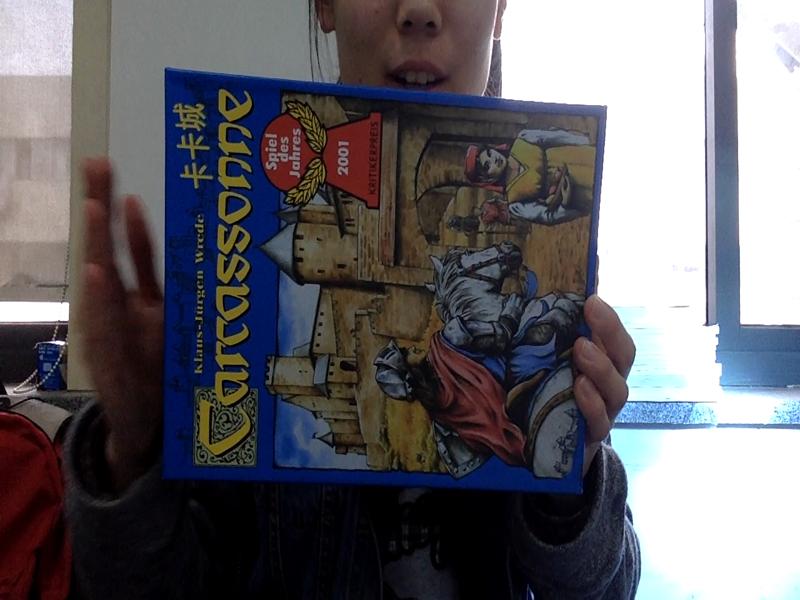 Klaus-Jürgen Wrede 卡卡城
Carcassonne
Spiel
des
Jahres
2001
KRITIKERPREIS